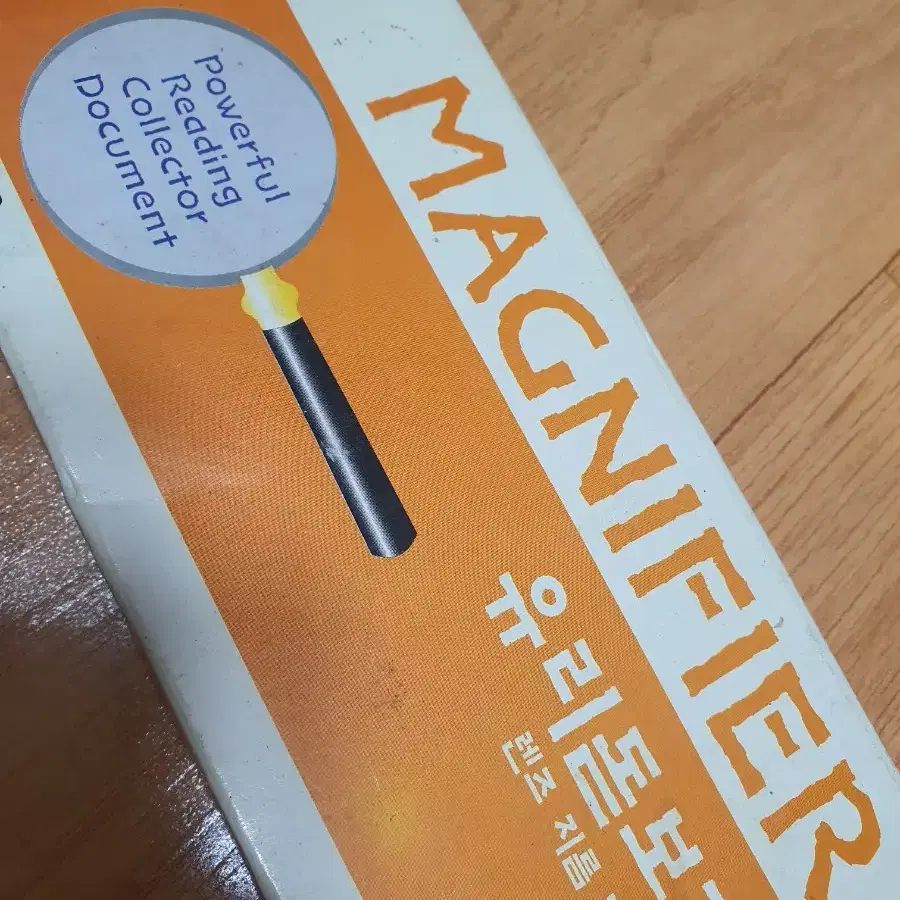 MAGNIFIER
Powerful
Reading
Collector
Document
유리돋보
렌즈 지름